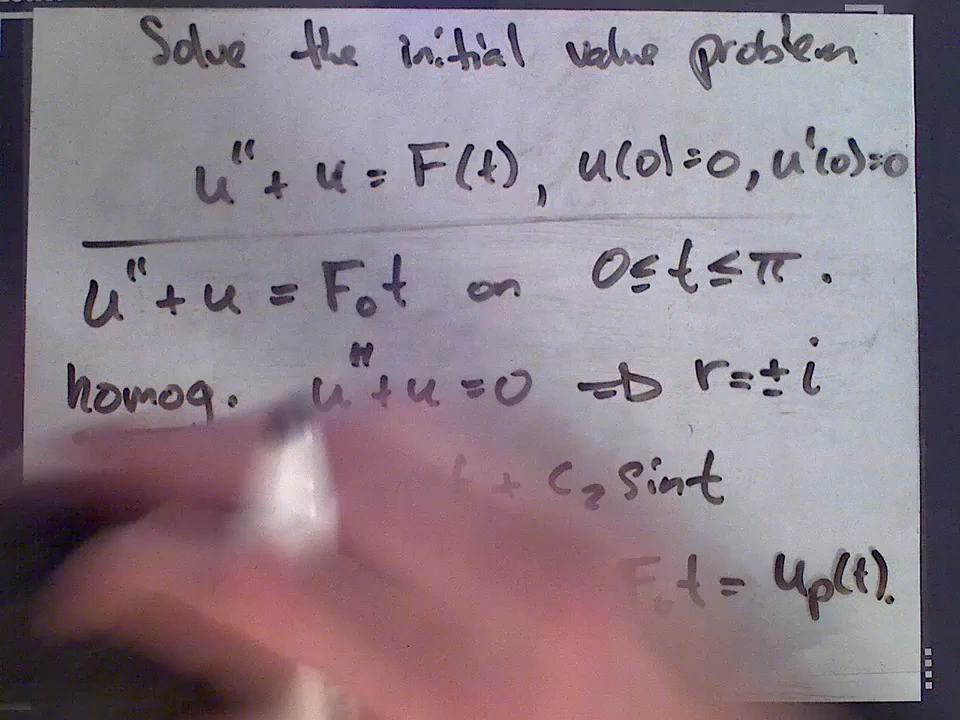 Solve the initial value problem
u'' + u = F(t), u(0)=0, u'(0)=0
u'' + u = F₀t on 0≤t≤π.
homog. u'' + u = 0 ⇒ r=±i
t + c₂ sint
F₀t = uₚ(t).